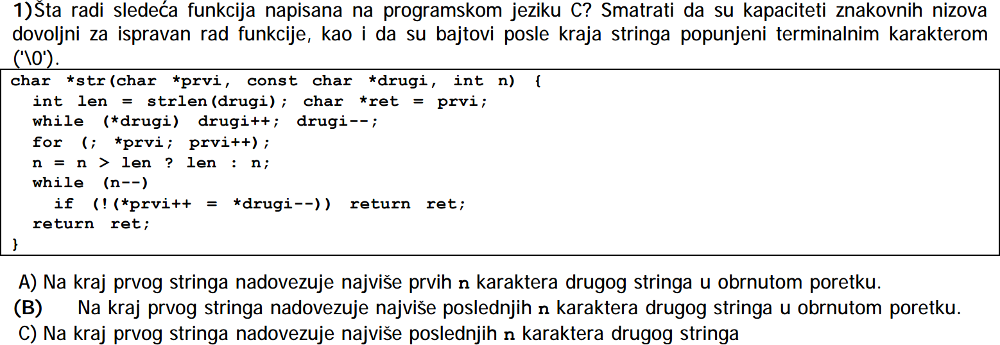 1)Šta radi sledeća funkcija napisana na programskom jeziku C? Smatrati da su kapaciteti znakovnih nizova
dovoljni za ispravan rad funkcije, kao i da su bajtovi posle kraja stringa popunjeni terminalnim karakterom
('\0').
char *str(char *prvi, const char *drugi, int n) {
int len = strlen(drugi); char *ret = prvi;
while (*drugi) drugi++; drugi--;
for (; *prvi; prvi++);
n = n > len ? len : n;
while (n--)
if (!(*prvi++ = *drugi--)) return ret;
return ret;
}
A) Na kraj prvog stringa nadovezuje najviše prvih n karaktera drugog stringa u obrnutom poretku.
(B) Na kraj prvog stringa nadovezuje najviše poslednjih n karaktera drugog stringa u obrnutom poretku.
C) Na kraj prvog stringa nadovezuje najviše poslednjih n karaktera drugog stringa